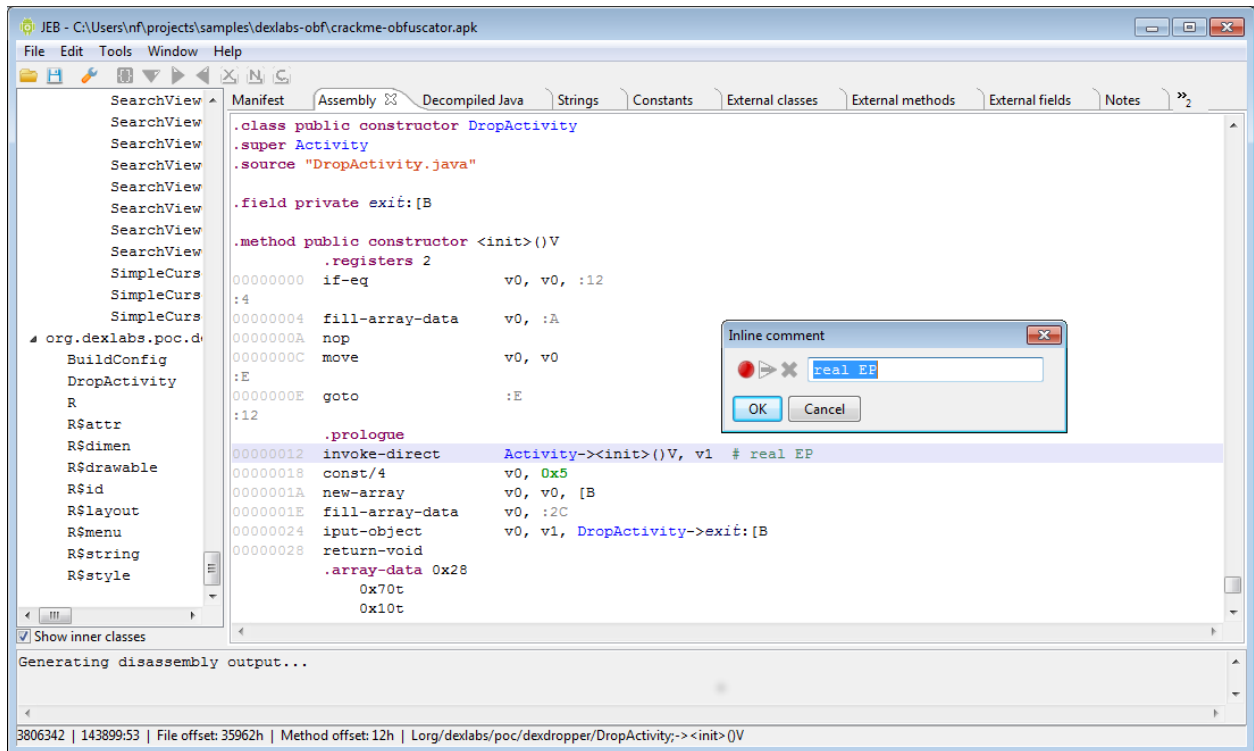 JEB - C:\Users\nf\projects\samples\dexlabs-obf\crackme-obfuscator.apk
File Edit Tools Window Help
Manifest Assembly Decompiled Java Strings Constants External classes External methods External fields Notes »2
SearchView
SearchView
SearchView
SearchView
SearchView
SearchView
SearchView
SearchView
SimpleCurs
SimpleCurs
SimpleCurs
org.dexlabs.poc.d
BuildConfig
DropActivity
R
R$attr
R$dimen
R$drawable
R$id
R$layout
R$menu
R$string
R$style
Show inner classes
.class public constructor DropActivity
.super Activity
.source "DropActivity.java"
.field private exiṫ:[B
.method public constructor <init>()V
.registers 2
00000000 if-eq v0, v0, :12
:4
00000004 fill-array-data v0, :A
0000000A nop
0000000C move v0, v0
:E
0000000E goto :E
:12
.prologue
00000012 invoke-direct Activity-><init>()V, v1 # real EP
00000018 const/4 v0, 0x5
0000001A new-array v0, v0, [B
0000001E fill-array-data v0, :2C
00000024 iput-object v0, v1, DropActivity->exiṫ:[B
00000028 return-void
.array-data 0x28
0x70t
0x10t
Inline comment
real EP
OK Cancel
Generating disassembly output...
3806342 | 143899:53 | File offset: 35962h | Method offset: 12h | Lorg/dexlabs/poc/dexdropper/DropActivity;-><init>()V